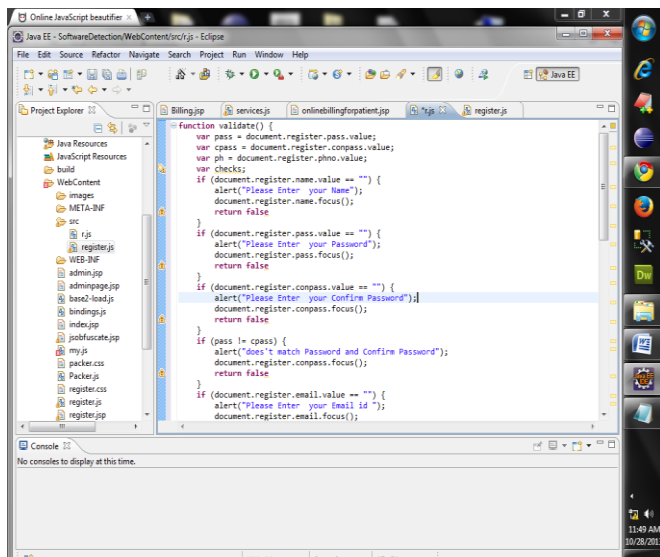 Online JavaScript beautifier
Java EE - SoftwareDetection/WebContent/src/r.js - Eclipse
File Edit Source Refactor Navigate Search Project Run Window Help
Java EE
Project Explorer
Billing.jsp services.js onlinebillingforpatient.jsp *r.js register.js
Java Resources
JavaScript Resources
build
WebContent
images
META-INF
src
r.js
register.js
WEB-INF
admin.jsp
adminpage.jsp
base2-load.js
bindings.js
index.jsp
jsobfuscate.jsp
my.js
packer.css
Packer.js
register.css
register.js
register.jsp
function validate() {
var pass = document.register.pass.value;
var cpass = document.register.conpass.value;
var ph = document.register.phno.value;
var checks;
if (document.register.name.value == "") {
alert("Please Enter  your Name");
document.register.name.focus();
return false
}
if (document.register.pass.value == "") {
alert("Please Enter  your Password");
document.register.pass.focus();
return false
}
if (document.register.conpass.value == "") {
alert("Please Enter  your Confirm Password");
document.register.conpass.focus();
return false
}
if (pass != cpass) {
alert("does't match Password and Confirm Password");
document.register.conpass.focus();
return false
}
if (document.register.email.value == "") {
alert("Please Enter  your Email id ");
document.register.email.focus();
Console
No consoles to display at this time.
Dw
11:49 AM
10/28/201